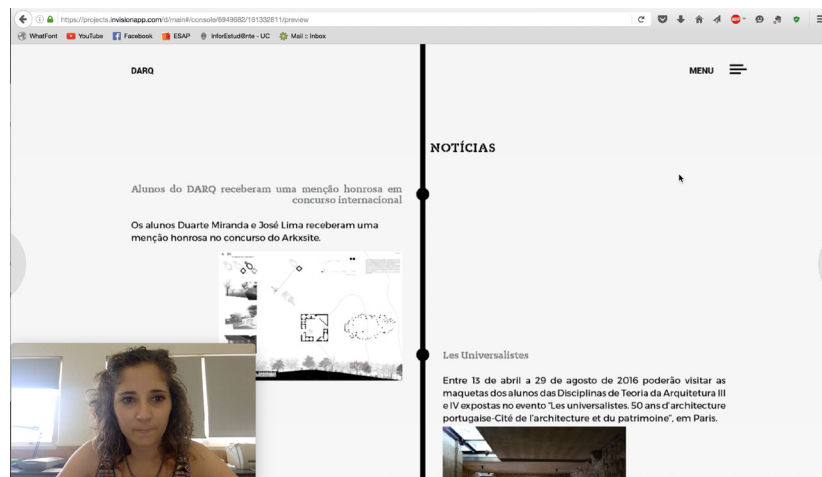 https://projects.invisionapp.com/d/main#/console/6949682/181332811/preview
WhatFont YouTube Facebook ESAP InforEstud@nte - UC Mail :: Inbox
DARQ
MENU
NOTÍCIAS
Alunos do DARQ receberam uma menção honrosa em
concurso internacional
Os alunos Duarte Miranda e José Lima receberam uma
menção honrosa no concurso do Arkxsite.
Les Universalistes
Entre 13 de abril a 29 de agosto de 2016 poderão visitar as
maquetas dos alunos das Disciplinas de Teoria da Arquitetura III
e IV expostas no evento "Les universalistes. 50 ans d'architecture
portugaise-Cité de l'architecture et du patrimoine", em Paris.